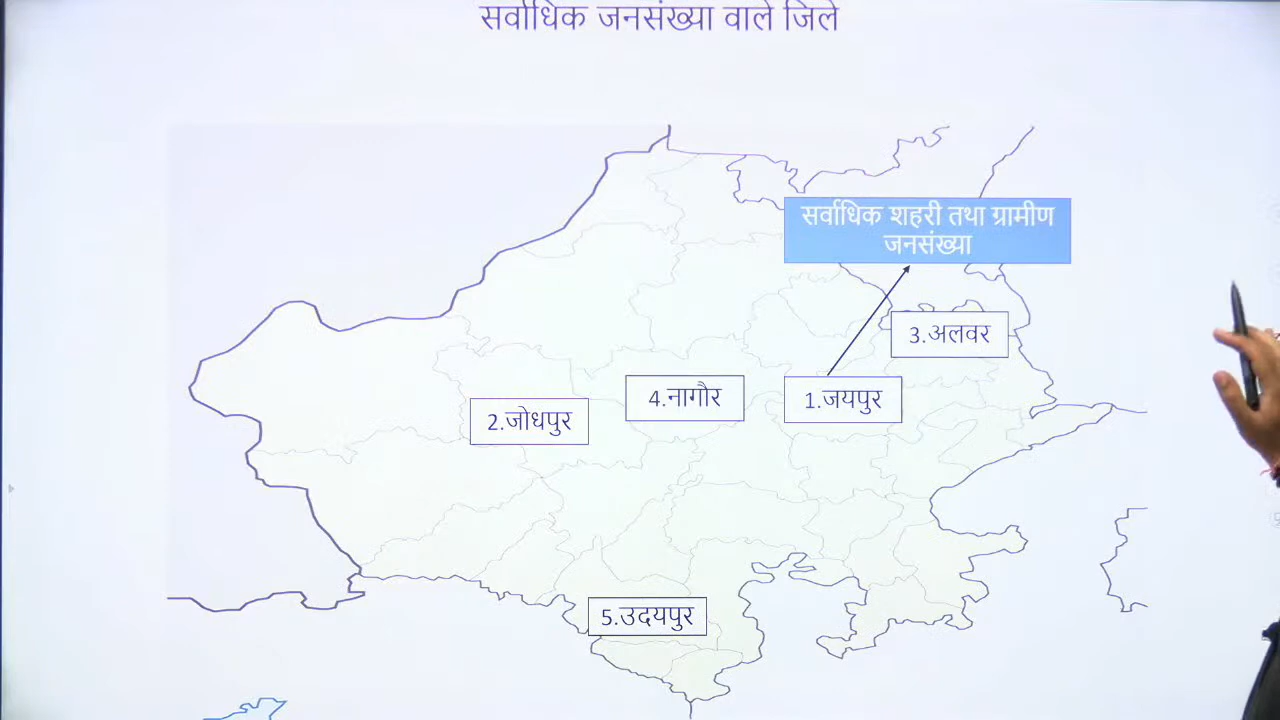 सर्वाधिक जनसंख्या वाले जिले
सर्वाधिक शहरी तथा ग्रामीण
जनसंख्या
3.अलवर
4.नागौर
1.जयपुर
2.जोधपुर
5.उदयपुर